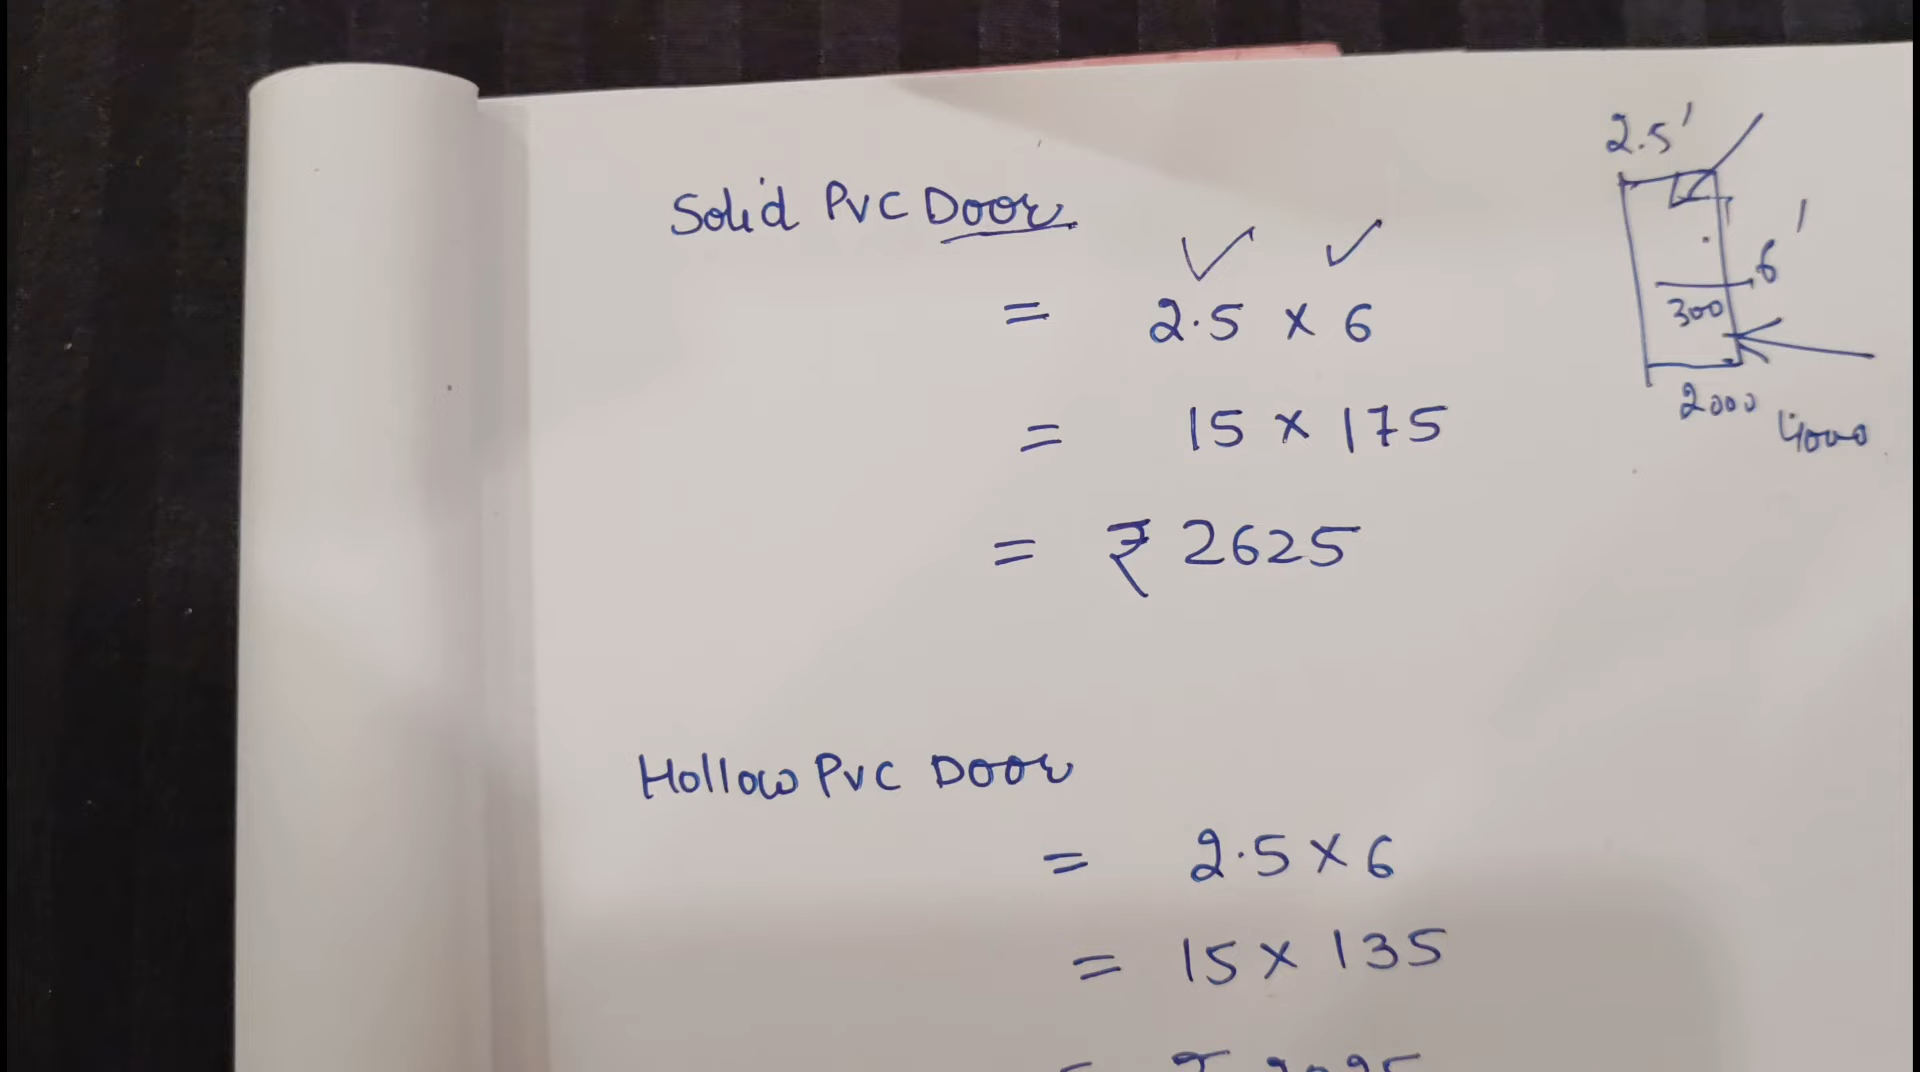 Solid PVC Door
= 2.5 x 6
= 15 x 175
= ₹ 2625
Hollow PVC Door
= 2.5 x 6
= 15 x 135
2.5'
6'
300
2000
4000